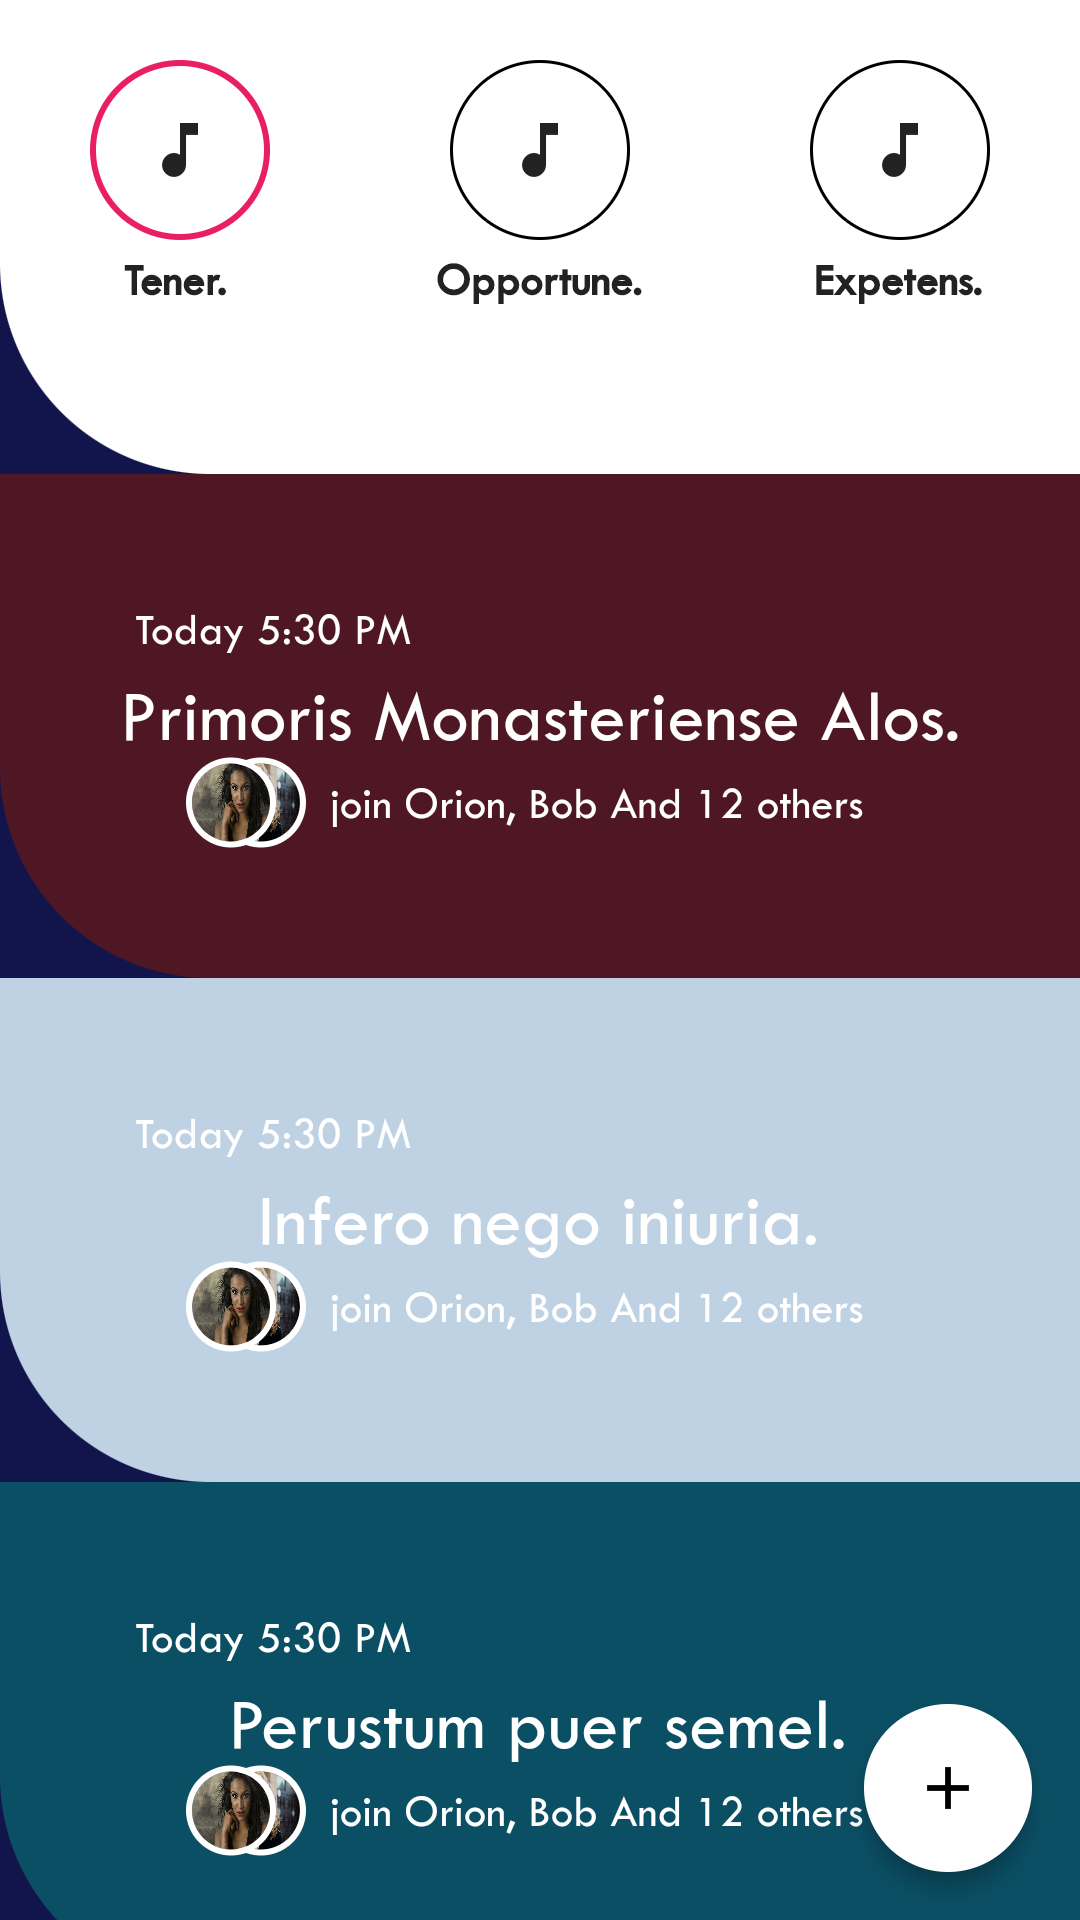 Tener.
Opportune.
Expetens.
Today 5:30 PM
Primoris Monasteriense Alos.
join Orion, Bob And 12 others
Today 5:30 PM
Infero nego iniuria.
join Orion, Bob And 12 others
Today 5:30 PM
Perustum puer semel.
join Orion, Bob And 12 others